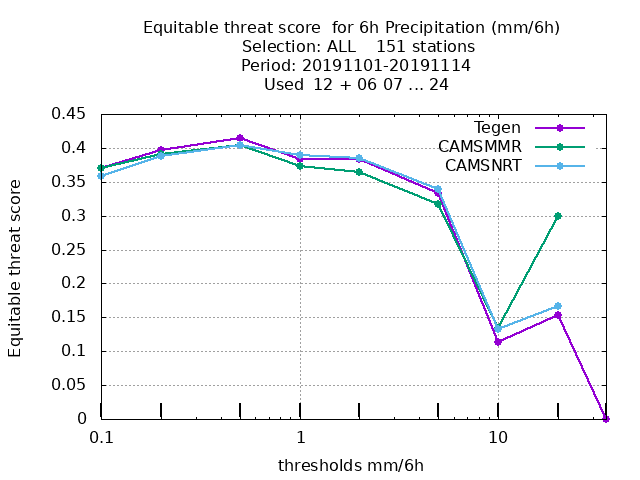 Equitable threat score  for 6h Precipitation (mm/6h)
Selection: ALL    151 stations
Period: 20191101-20191114
Used  12 + 06 07 ... 24
Tegen
CAMSMMR
CAMSNRT
Equitable threat score
0.45
0.4
0.35
0.3
0.25
0.2
0.15
0.1
0.05
0
0.1 1 10
thresholds mm/6h